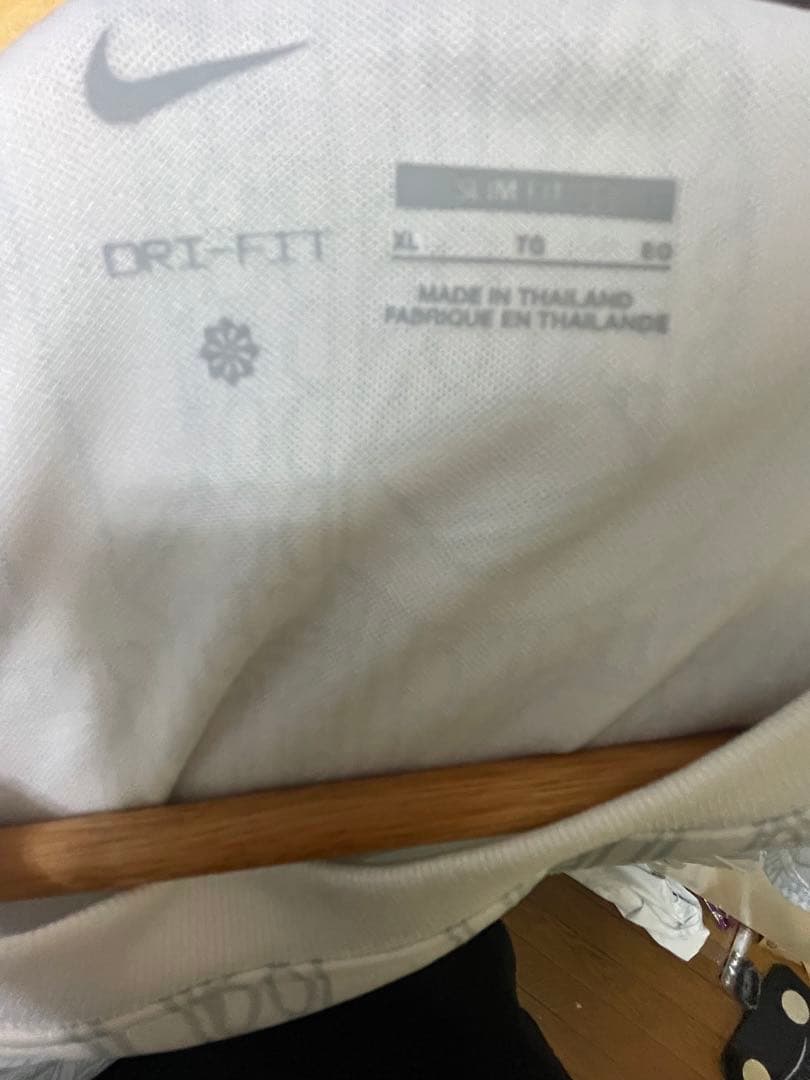 DRI-FIT
SLIM FIT
XL TG EG
MADE IN THAILAND
FABRIQUE EN THAILANDE